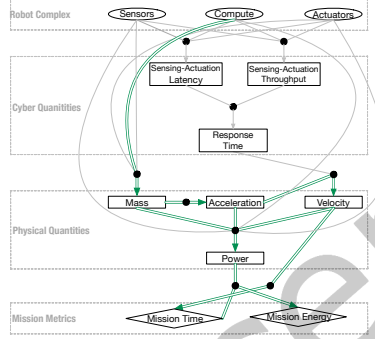 Robot Complex
Sensors
Compute
Actuators
Sensing-Actuation
Latency
Sensing-Actuation
Throughput
Cyber Quanitities
Response
Time
Mass
Acceleration
Velocity
Physical Quantities
Power
Mission Metrics
Mission Time
Mission Energy